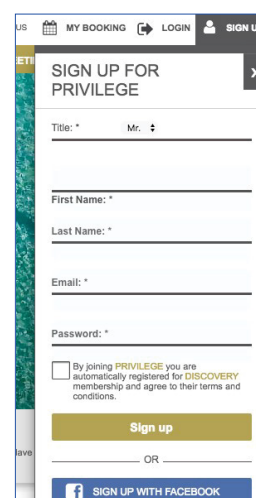 US MY BOOKING LOGIN SIGN U
EETI
SIGN UP FOR
PRIVILEGE
X
Title: * Mr.
First Name: *
Last Name: *
Email: *
Password: *
By joining PRIVILEGE you are
automatically registered for DISCOVERY
membership and agree to their terms and
conditions.
Sign up
lave
OR
f SIGN UP WITH FACEBOOK